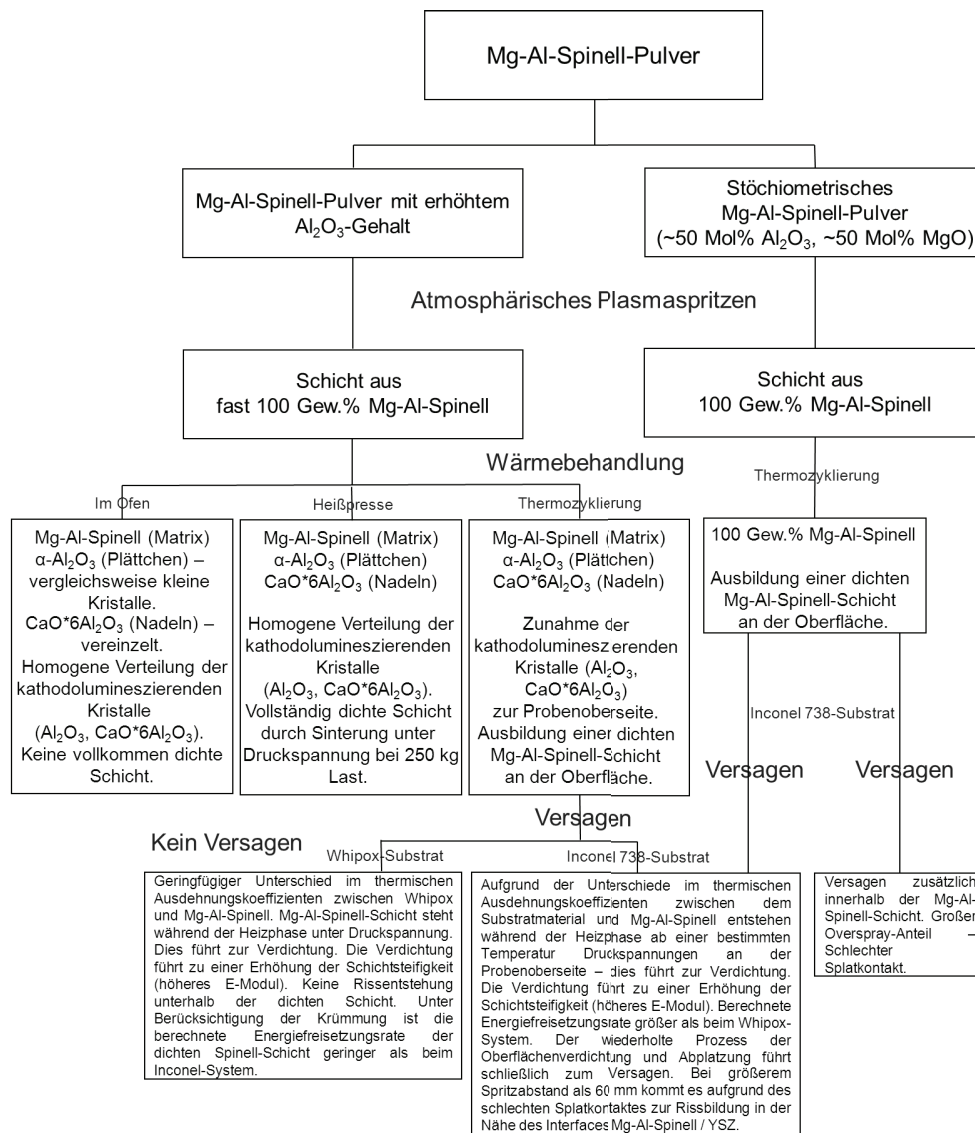 Mg-Al-Spinell-Pulver
Mg-Al-Spinell-Pulver mit erhöhtem
Al₂O₃-Gehalt
Stöchiometrisches
Mg-Al-Spinell-Pulver
(~50 Mol% Al₂O₃, ~50 Mol% MgO)
Atmosphärisches Plasmaspritzen
Schicht aus
fast 100 Gew.% Mg-Al-Spinell
Schicht aus
100 Gew.% Mg-Al-Spinell
Wärmebehandlung
Im Ofen
Heißpresse
Thermozyklierung
Thermozyklierung
Mg-Al-Spinell (Matrix)
α-Al₂O₃ (Plättchen) –
vergleichsweise kleine
Kristalle.
CaO*6Al₂O₃ (Nadeln) –
vereinzelt.
Homogene Verteilung der
kathodolumineszierenden
Kristalle
(Al₂O₃, CaO*6Al₂O₃).
Keine vollkommen dichte
Schicht.
Mg-Al-Spinell (Matrix)
α-Al₂O₃ (Plättchen)
CaO*6Al₂O₃ (Nadeln)
Homogene Verteilung der
kathodolumineszierenden
Kristalle
(Al₂O₃, CaO*6Al₂O₃).
Vollständig dichte Schicht
durch Sinterung unter
Druckspannung bei 250 kg
Last.
Mg-Al-Spinell (Matrix)
α-Al₂O₃ (Plättchen)
CaO*6Al₂O₃ (Nadeln)
Zunahme der
kathodolumineszierenden
Kristalle (Al₂O₃,
CaO*6Al₂O₃)
zur Probenoberseite.
Ausbildung einer dichten
Mg-Al-Spinell-Schicht
an der Oberfläche.
100 Gew.% Mg-Al-Spinell
Ausbildung einer dichten
Mg-Al-Spinell-Schicht
an der Oberfläche.
Inconel 738-Substrat
Versagen
Versagen
Versagen
Kein Versagen
Whipox-Substrat
Inconel 738-Substrat
Geringfügiger Unterschied im thermischen
Ausdehnungskoeffizienten zwischen Whipox
und Mg-Al-Spinell. Mg-Al-Spinell-Schicht steht
während der Heizphase unter Druckspannung.
Dies führt zur Verdichtung. Die Verdichtung
führt zu einer Erhöhung der Schichtsteifigkeit
(höheres E-Modul). Keine Rissentstehung
unterhalb der dichten Schicht. Unter
Berücksichtigung der Krümmung ist die
berechnete Energiefreisetzungsrate der
dichten Spinell-Schicht geringer als beim
Inconel-System.
Aufgrund der Unterschiede im thermischen
Ausdehnungskoeffizienten zwischen dem
Substratmaterial und Mg-Al-Spinell entstehen
während der Heizphase ab einer bestimmten
Temperatur Druckspannungen an der
Probenoberseite – dies führt zur Verdichtung.
Die Verdichtung führt zu einer Erhöhung der
Schichtsteifigkeit (höheres E-Modul). Berechnete
Energiefreisetzungsrate größer als beim Whipox-
System. Der wiederholte Prozess der
Oberflächenverdichtung und Abplatzung führt
schließlich zum Versagen. Bei größerem
Spritzabstand als 60 mm kommt es aufgrund des
schlechten Splatkontaktes zur Rissbildung in der
Nähe des Interfaces Mg-Al-Spinell / YSZ.
Versagen zusätzlich
innerhalb der Mg-Al-
Spinell-Schicht. Großer
Overspray-Anteil –
Schlechter
Splatkontakt.